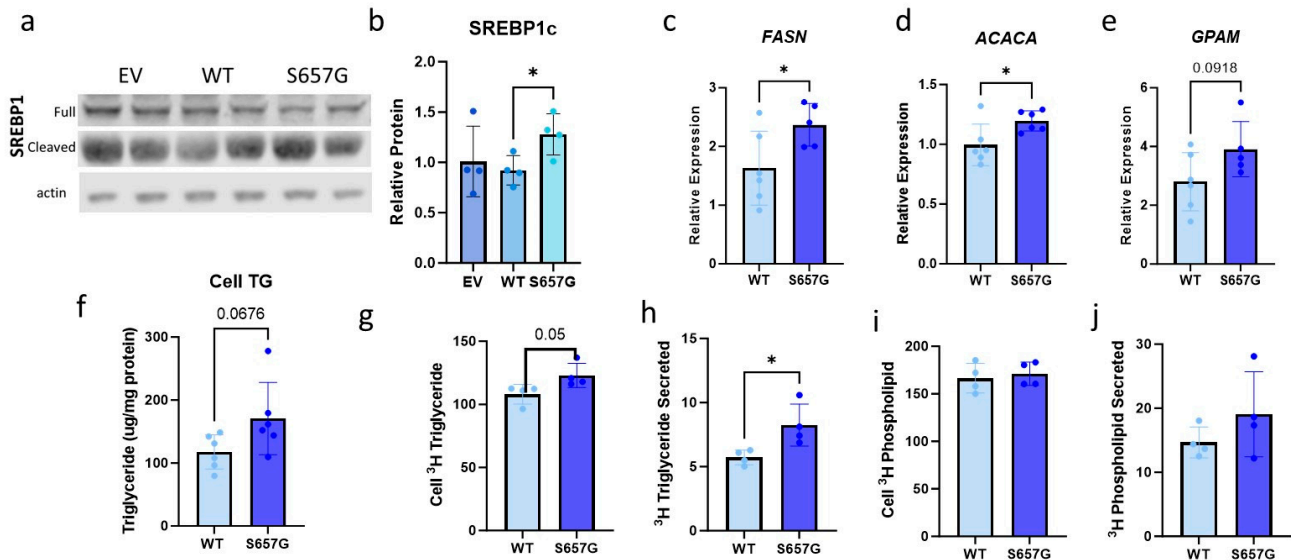 a
EV WT S657G
SREBP1
Full
Cleaved
actin
b
SREBP1c
Relative Protein
2.0
1.5
1.0
0.5
0.0
*
EV WT S657G
c
FASN
Relative Expression
3
2
1
0
*
WT S657G
d
ACACA
Relative Expression
1.5
1.0
0.5
0.0
*
WT S657G
e
GPAM
Relative Expression
6
4
2
0
0.0918
WT S657G
f
Cell TG
Triglyceride (ug/mg protein)
300
200
100
0
0.0676
WT S657G
g
Cell ³H Triglyceride
150
100
50
0
0.05
WT S657G
h
³H Triglyceride Secreted
15
10
5
0
*
WT S657G
i
Cell ³H Phospholipid
200
150
100
50
0
WT S657G
j
³H Phospholipid Secreted
30
20
10
0
WT S657G